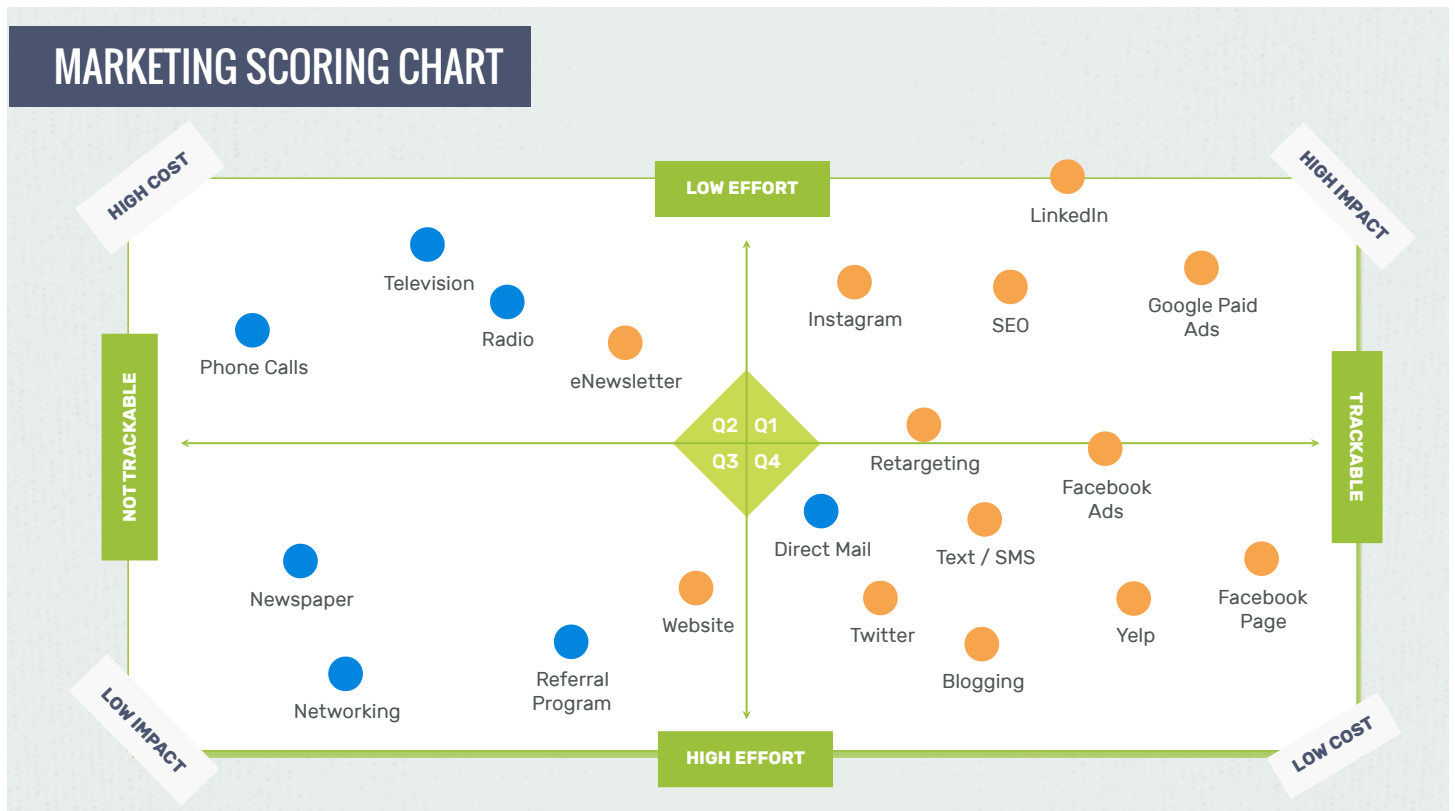 MARKETING SCORING CHART
HIGH COST
LOW EFFORT
HIGH IMPACT
LinkedIn
Television
Google Paid
Ads
Instagram
SEO
Radio
Phone Calls
eNewsletter
NOT TRACKABLE
TRACKABLE
Q2 Q1
Q3 Q4
Retargeting
Facebook
Ads
Direct Mail
Text / SMS
Newspaper
Facebook
Page
Website
Twitter
Yelp
Referral
Program
Blogging
Networking
LOW IMPACT
HIGH EFFORT
LOW COST